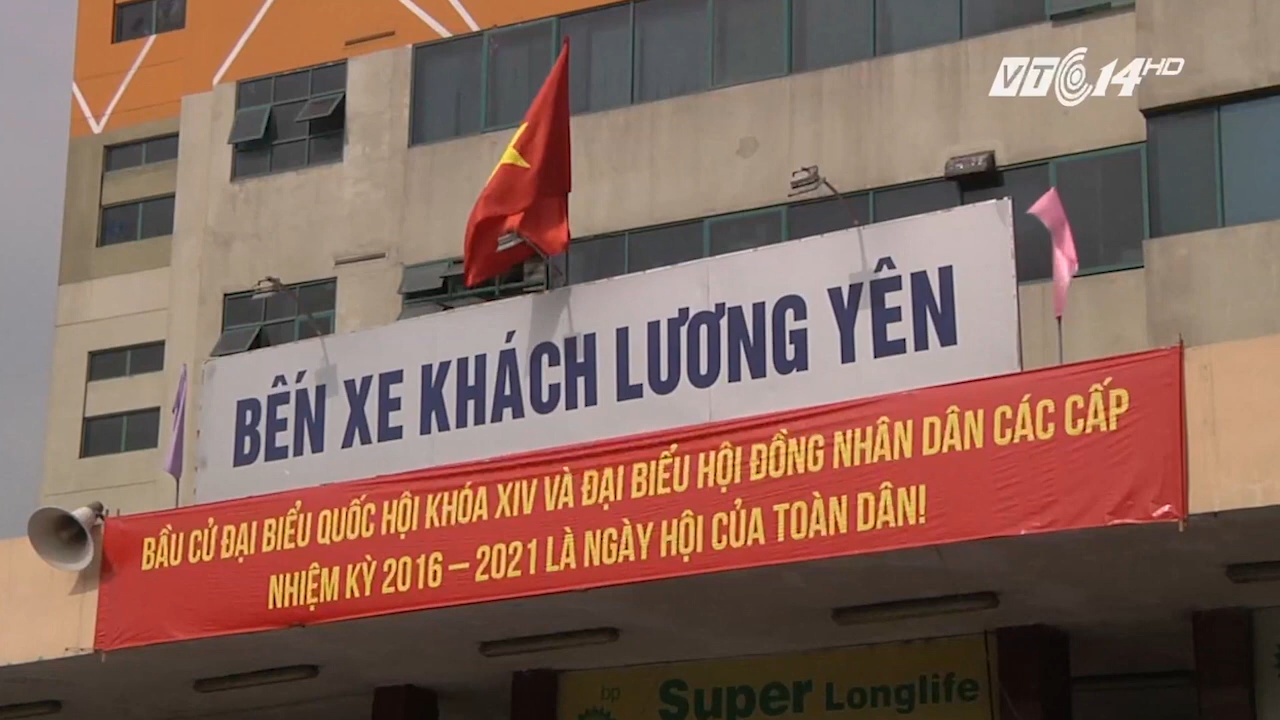 VTC14HD
BẾN XE KHÁCH LƯƠNG YÊN
BẦU CỬ ĐẠI BIỂU QUỐC HỘI KHÓA XIV VÀ ĐẠI BIỂU HỘI ĐỒNG NHÂN DÂN CÁC CẤP
NHIỆM KỲ 2016 – 2021 LÀ NGÀY HỘI CỦA TOÀN DÂN!
bp
Super Longlife